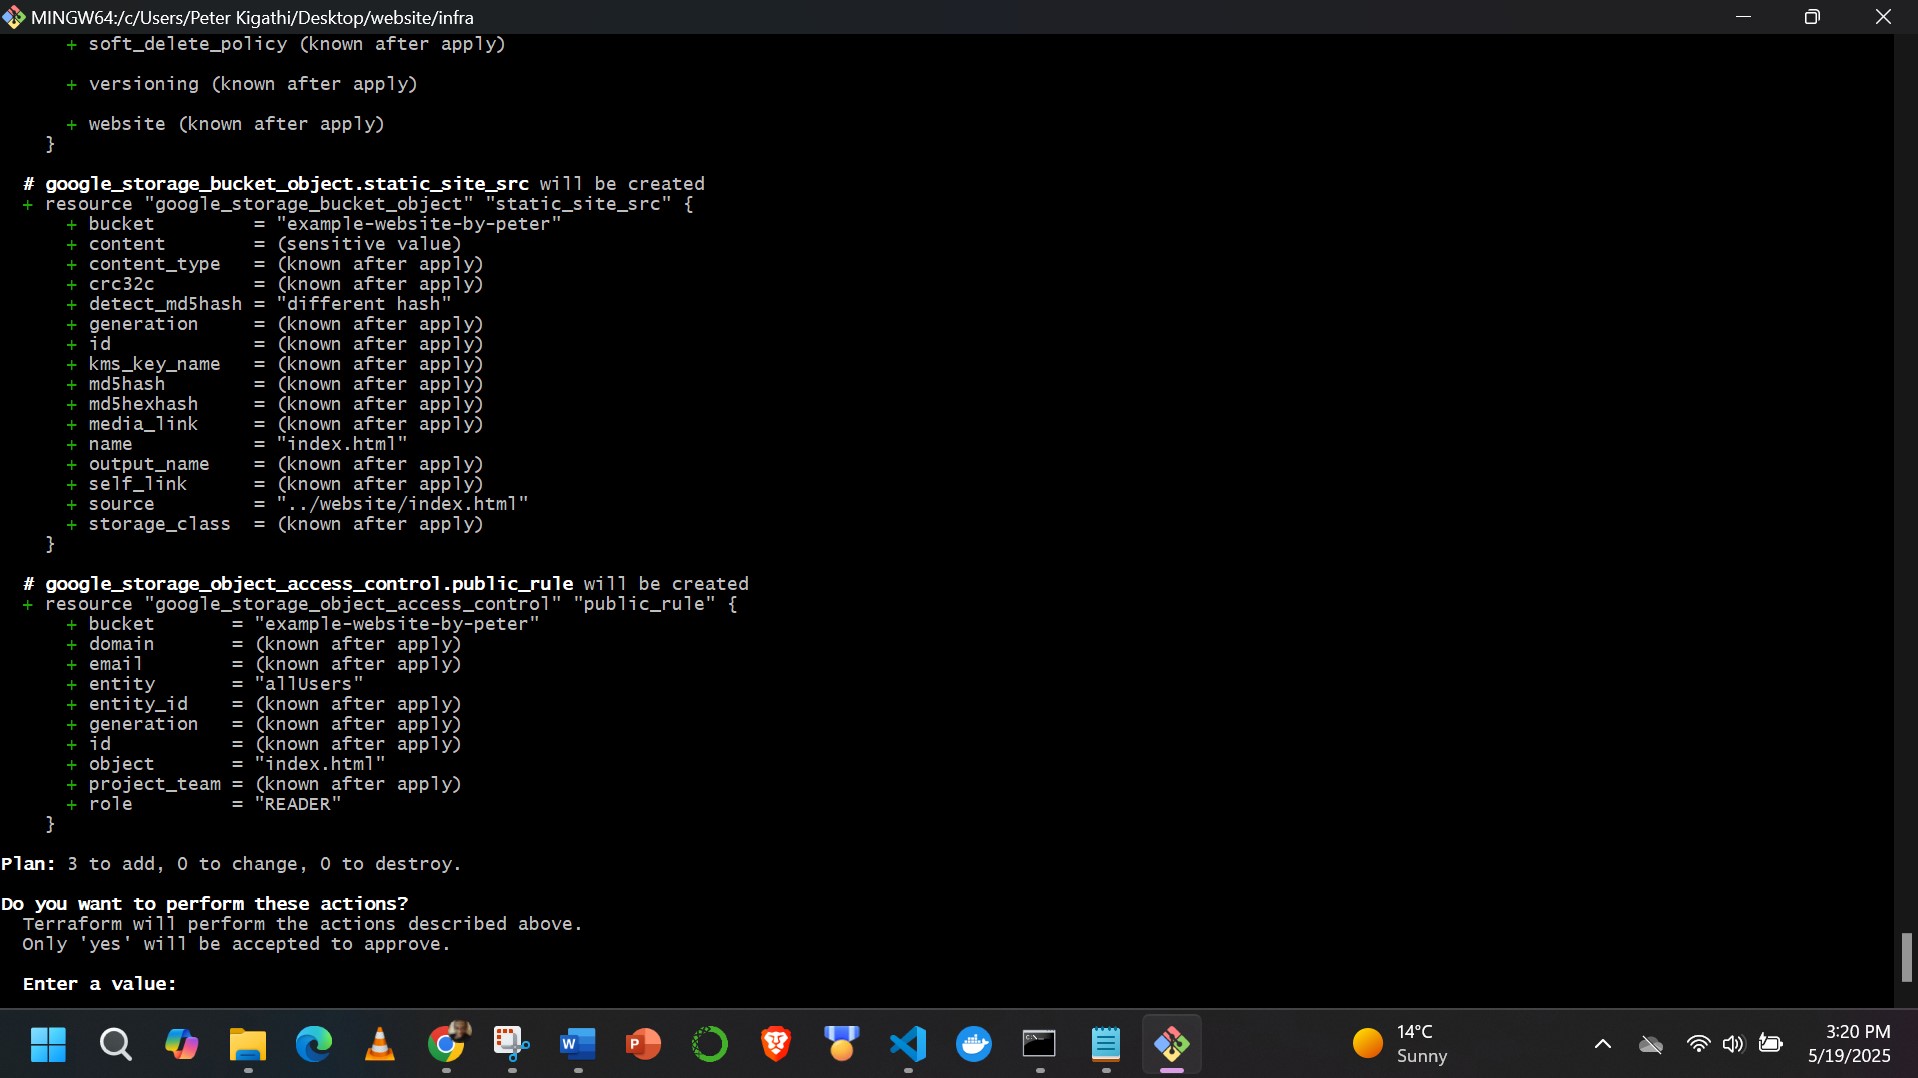 MINGW64:/c/Users/Peter Kigathi/Desktop/website/infra
+ soft_delete_policy (known after apply)
+ versioning (known after apply)
+ website (known after apply)
}
# google_storage_bucket_object.static_site_src will be created
+ resource "google_storage_bucket_object" "static_site_src" {
+ bucket = "example-website-by-peter"
+ content = (sensitive value)
+ content_type = (known after apply)
+ crc32c = (known after apply)
+ detect_md5hash = "different hash"
+ generation = (known after apply)
+ id = (known after apply)
+ kms_key_name = (known after apply)
+ md5hash = (known after apply)
+ md5hexhash = (known after apply)
+ media_link = (known after apply)
+ name = "index.html"
+ output_name = (known after apply)
+ self_link = (known after apply)
+ source = "../website/index.html"
+ storage_class = (known after apply)
}
# google_storage_object_access_control.public_rule will be created
+ resource "google_storage_object_access_control" "public_rule" {
+ bucket = "example-website-by-peter"
+ domain = (known after apply)
+ email = (known after apply)
+ entity = "allUsers"
+ entity_id = (known after apply)
+ generation = (known after apply)
+ id = (known after apply)
+ object = "index.html"
+ project_team = (known after apply)
+ role = "READER"
}
Plan: 3 to add, 0 to change, 0 to destroy.
Do you want to perform these actions?
Terraform will perform the actions described above.
Only 'yes' will be accepted to approve.
Enter a value:
14°C
Sunny
3:20 PM
5/19/2025